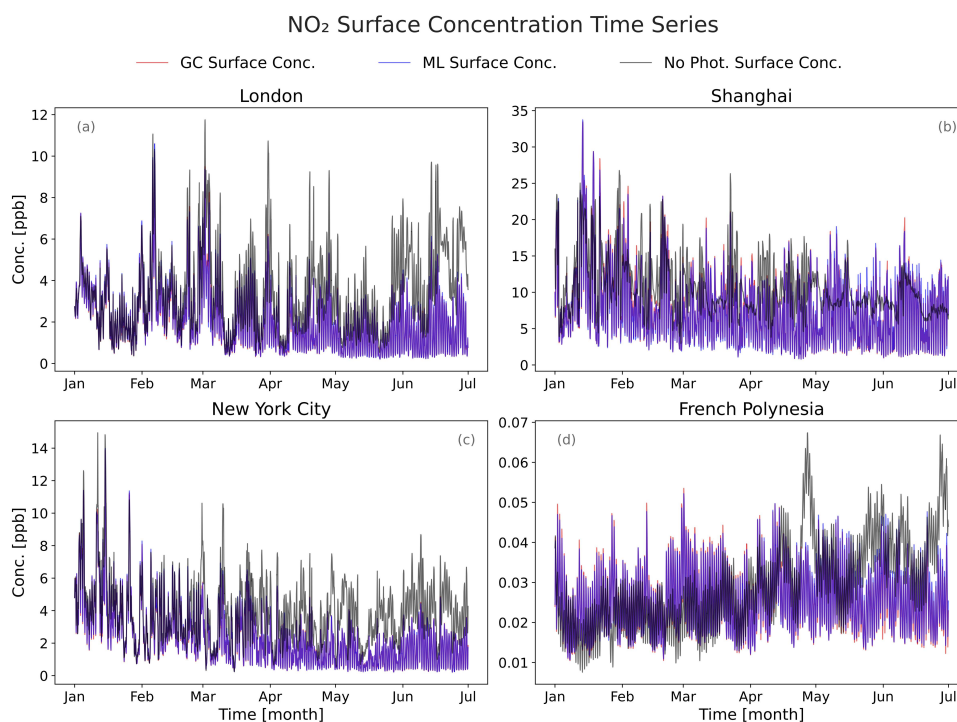 NO₂ Surface Concentration Time Series
GC Surface Conc. ML Surface Conc. No Phot. Surface Conc.
London
(a)
Conc. [ppb]
12
10
8
6
4
2
0
Jan Feb Mar Apr May Jun Jul
Shanghai
(b)
35
30
25
20
15
10
5
0
Jan Feb Mar Apr May Jun Jul
New York City
(c)
Conc. [ppb]
14
12
10
8
6
4
2
0
Jan Feb Mar Apr May Jun Jul
Time [month]
French Polynesia
(d)
0.07
0.06
0.05
0.04
0.03
0.02
0.01
Jan Feb Mar Apr May Jun Jul
Time [month]